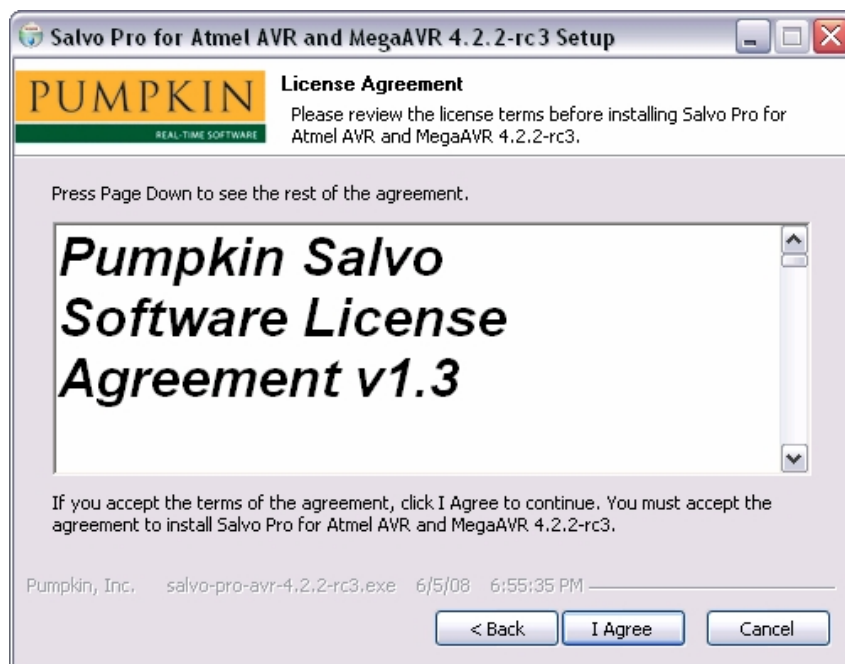 Salvo Pro for Atmel AVR and MegaAVR 4.2.2-rc3 Setup
PUMPKIN
REAL-TIME SOFTWARE
License Agreement
Please review the license terms before installing Salvo Pro for
Atmel AVR and MegaAVR 4.2.2-rc3.
Press Page Down to see the rest of the agreement.
Pumpkin Salvo
Software License
Agreement v1.3
If you accept the terms of the agreement, click I Agree to continue. You must accept the
agreement to install Salvo Pro for Atmel AVR and MegaAVR 4.2.2-rc3.
Pumpkin, Inc. salvo-pro-avr-4.2.2-rc3.exe 6/5/08 6:55:35 PM
< Back I Agree Cancel